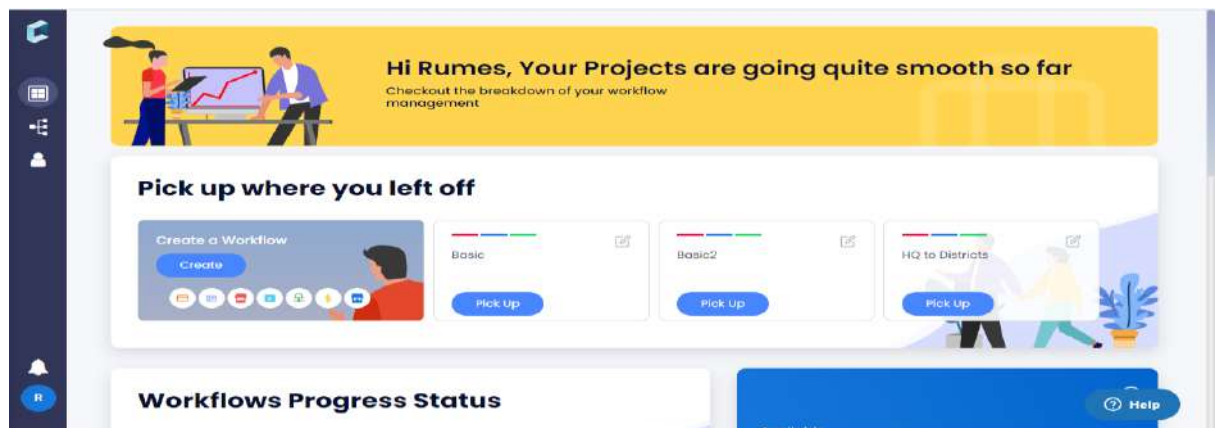 Hi Rumes, Your Projects are going quite smooth so far
Checkout the breakdown of your workflow
management
Pick up where you left off
Create a Workflow
Create
Basic
Pick Up
Basic2
Pick Up
HQ to Districts
Pick Up
Workflows Progress Status
R
Help